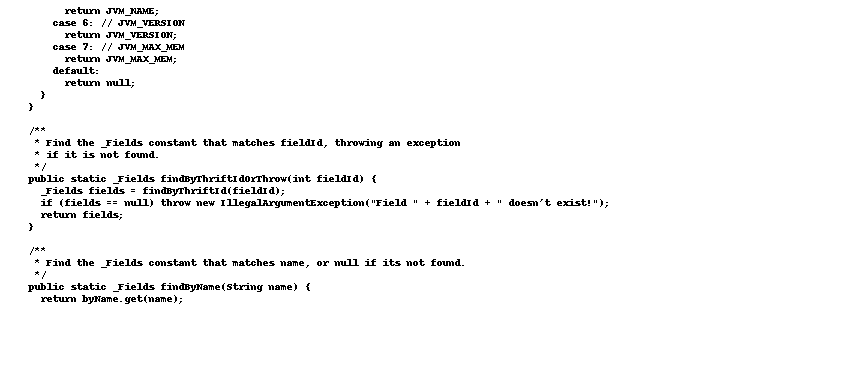 return JVM_NAME;
case 6: // JVM_VERSION
return JVM_VERSION;
case 7: // JVM_MAX_MEM
return JVM_MAX_MEM;
default:
return null;
}
}
/**
* Find the _Fields constant that matches fieldId, throwing an exception
* if it is not found.
*/
public static _Fields findByThriftIdOrThrow(int fieldId) {
_Fields fields = findByThriftId(fieldId);
if (fields == null) throw new IllegalArgumentException("Field " + fieldId + " doesn't exist!");
return fields;
}
/**
* Find the _Fields constant that matches name, or null if its not found.
*/
public static _Fields findByName(String name) {
return byName.get(name);